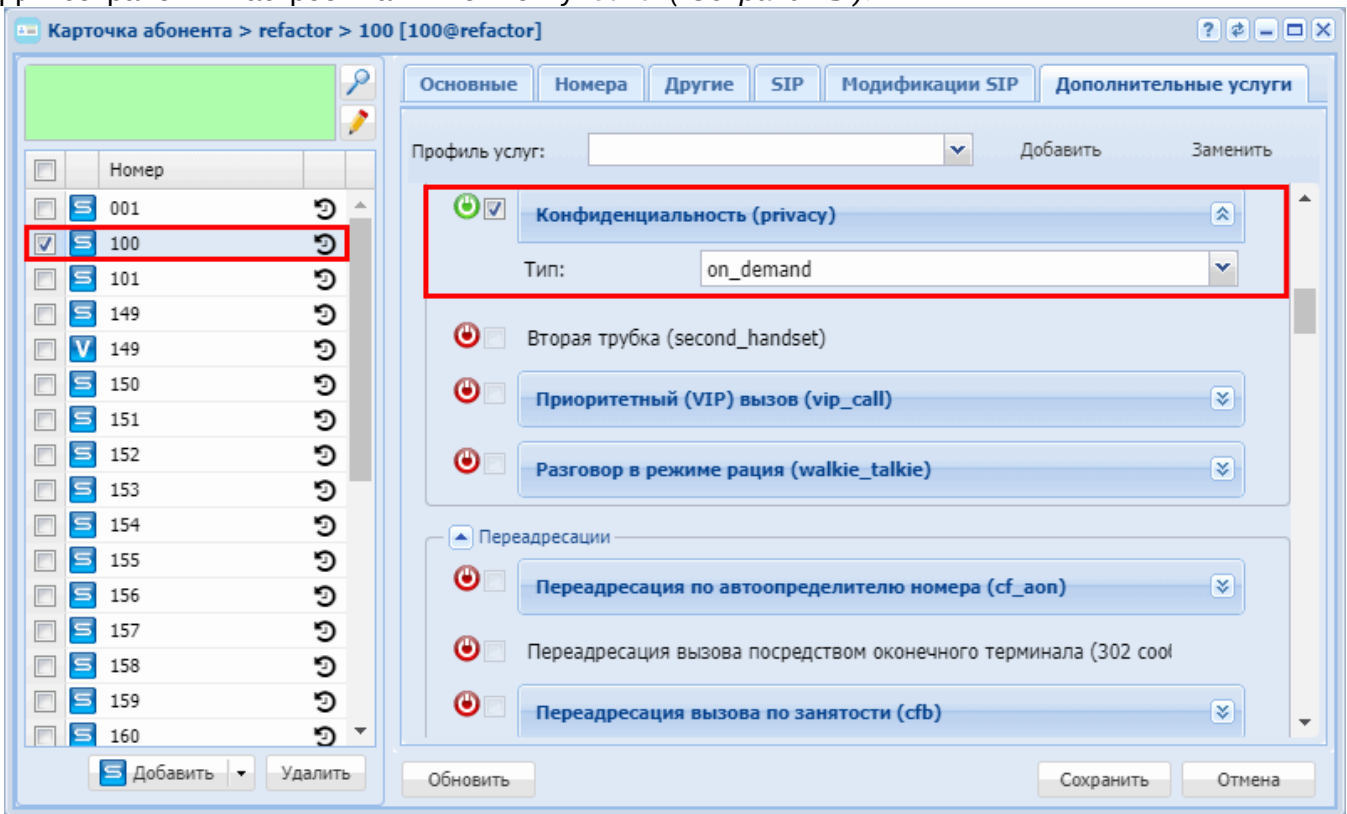 Карточка абонента > refactor > 100 [100@refactor]
Основные Номера Другие SIP Модификации SIP Дополнительные услуги
Профиль услуг: Добавить Заменить
Номер
001
100
101
149
149
150
151
152
153
154
155
156
157
158
159
160
Добавить Удалить
Конфиденциальность (privacy)
Тип: on_demand
Вторая трубка (second_handset)
Приоритетный (VIP) вызов (vip_call)
Разговор в режиме рация (walkie_talkie)
Переадресации
Переадресация по автоопределителю номера (cf_aon)
Переадресация вызова посредством оконечного терминала (302 cool
Переадресация вызова по занятости (cfb)
Обновить Сохранить Отмена